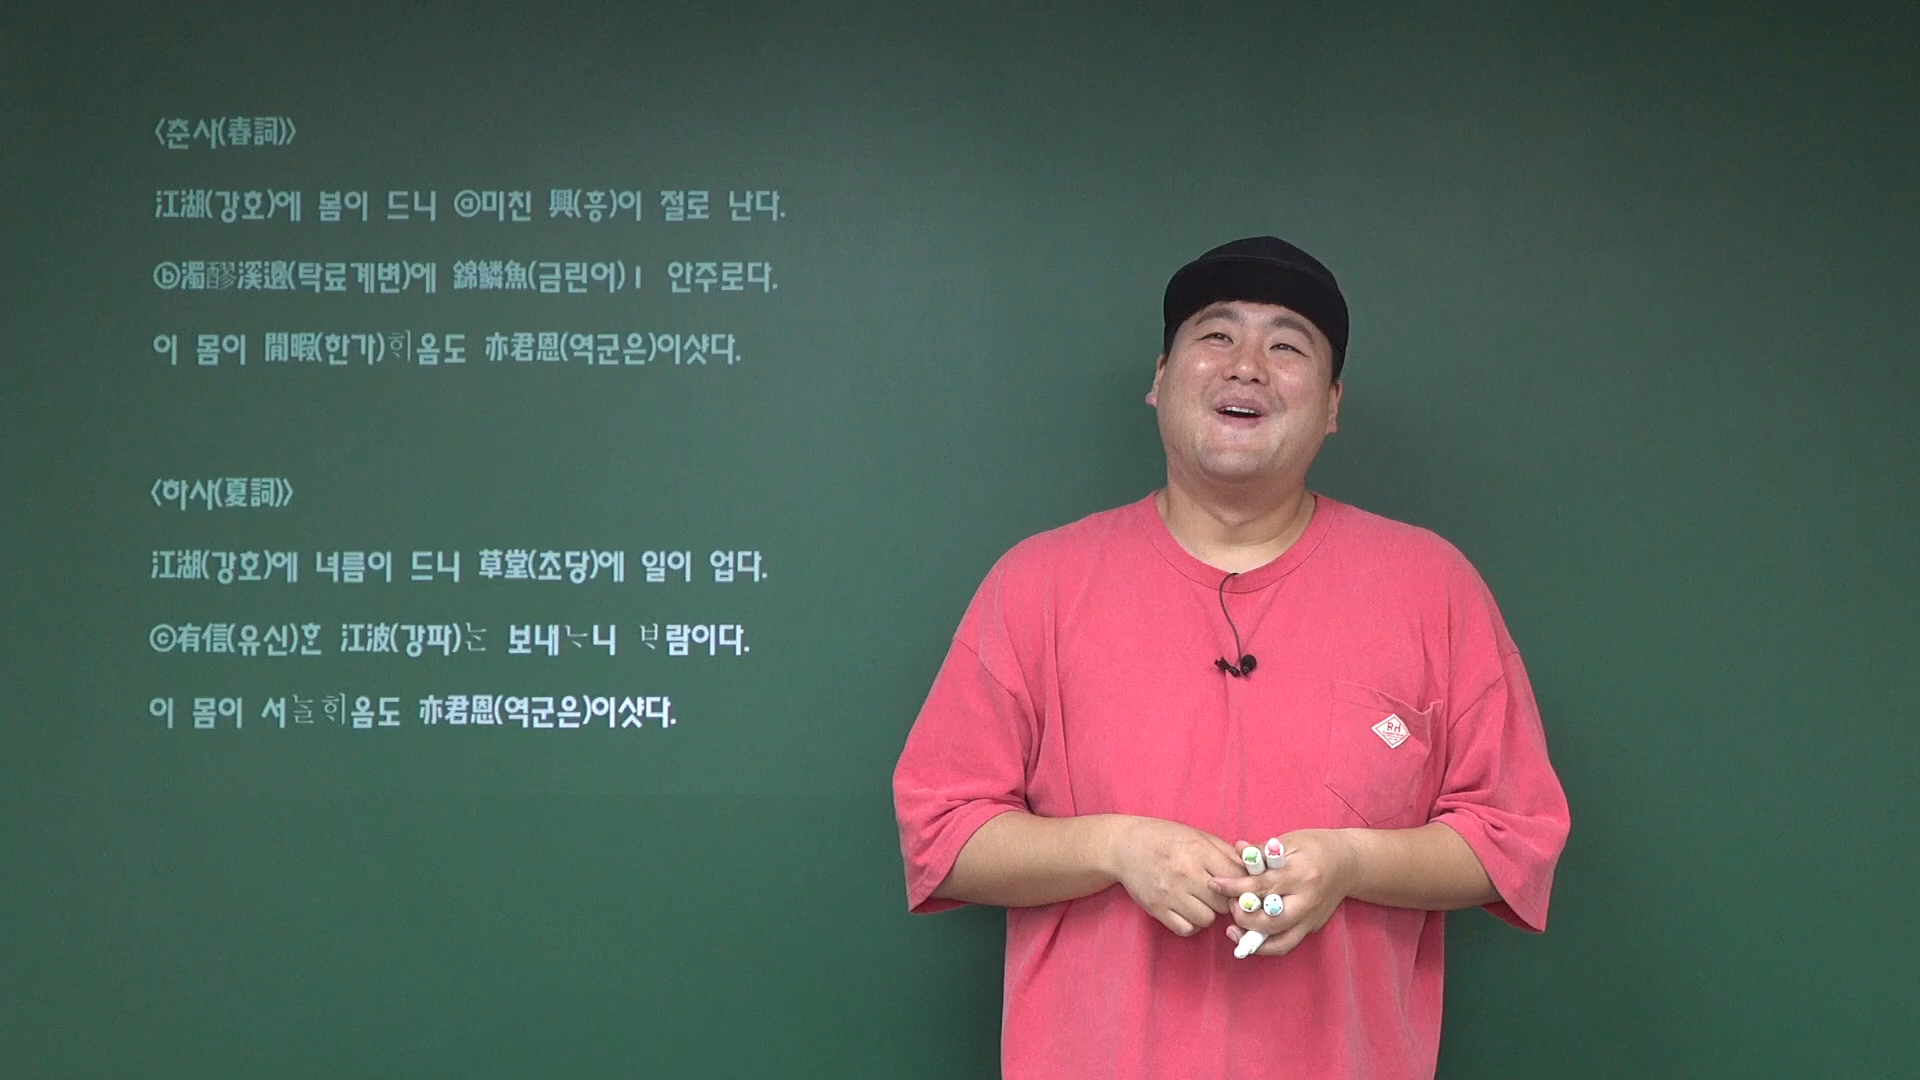 <춘사(春詞)>
江湖(강호)에 봄이 드니 ⓐ미친 興(흥)이 절로 난다.
ⓑ濁醪溪邊(탁료계변)에 錦鱗魚(금린어)ㅣ 안주로다.
이 몸이 閒暇(한가)ᄒᆡ옴도 亦君恩(역군은)이샷다.
<하사(夏詞)>
江湖(강호)에 녀름이 드니 草堂(초당)에 일이 업다.
ⓒ有信(유신)ᄒᆞᆫ 江波(강파)ᄂᆞᆫ 보내ᄂᆞ니 ᄇᆞ람이다.
이 몸이 서ᄂᆞᆯᄒᆡ옴도 亦君恩(역군은)이샷다.
RH